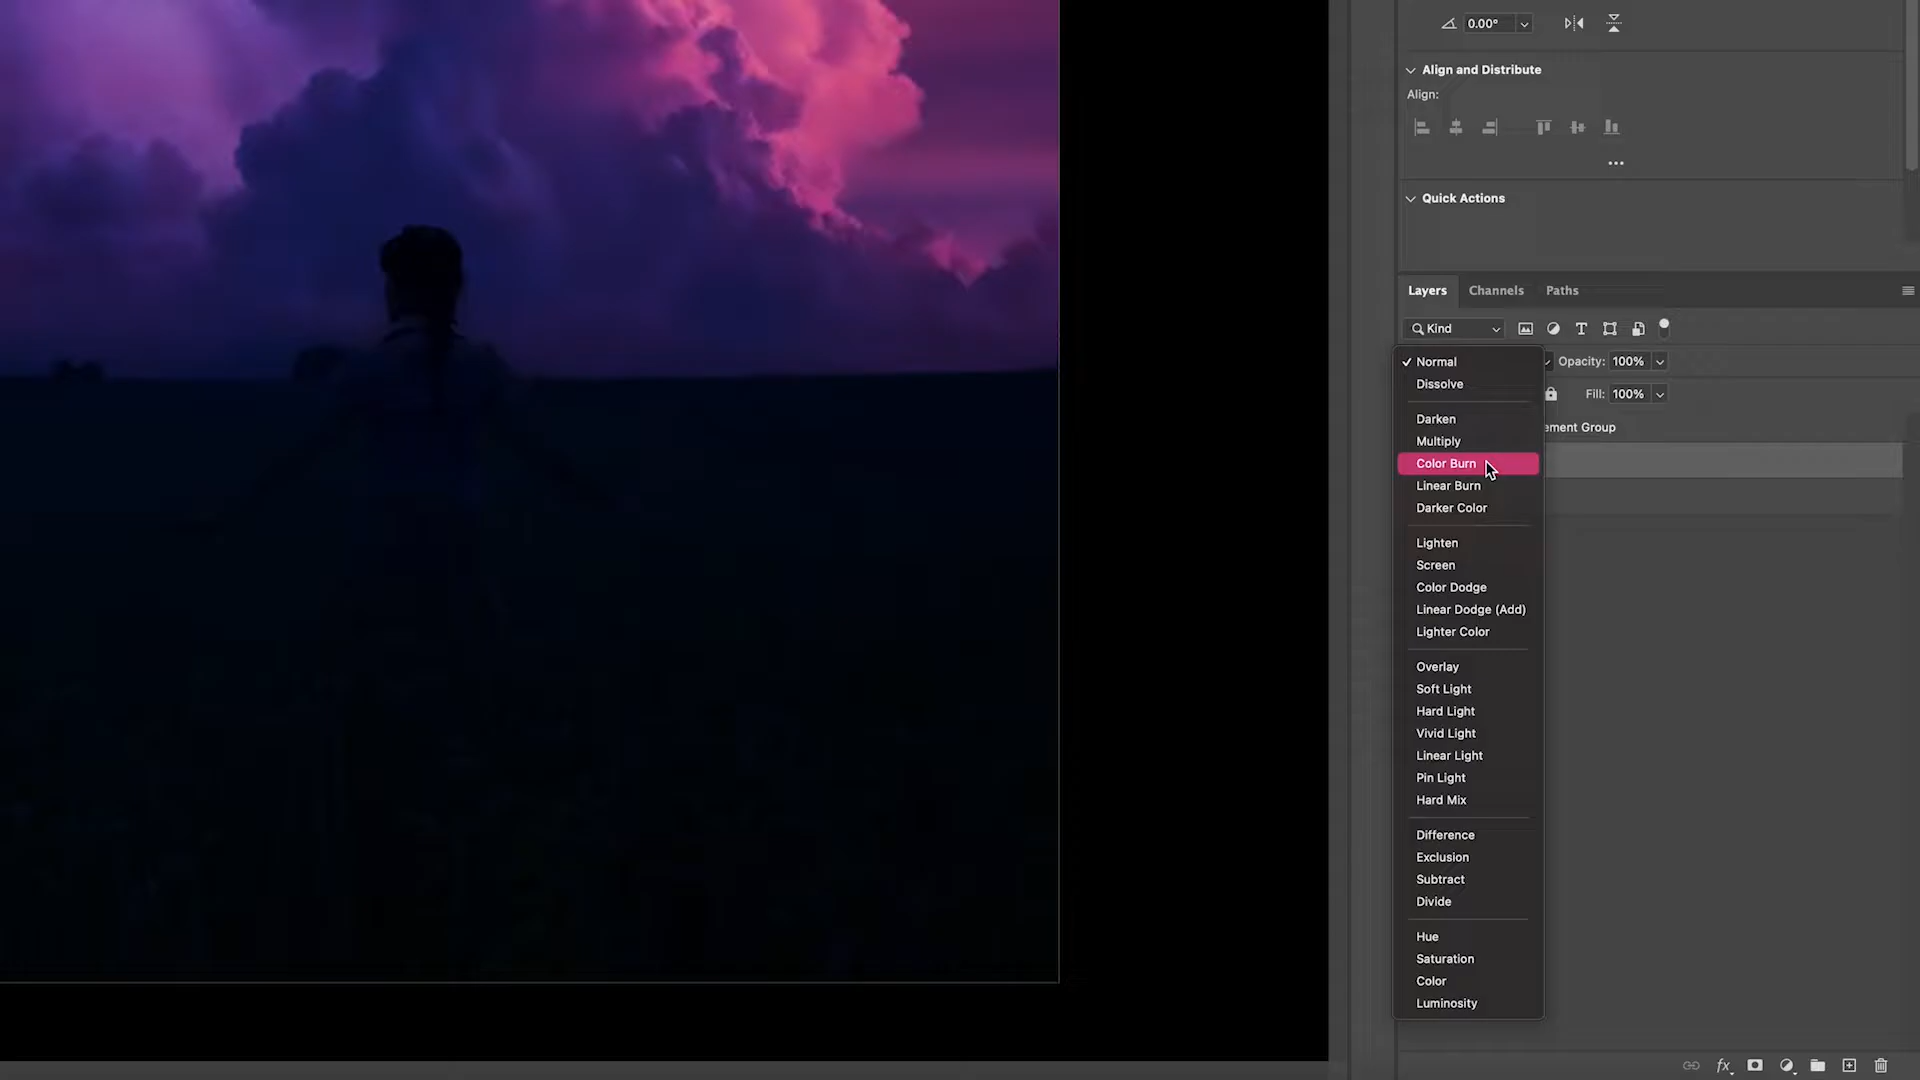 0.00°
Align and Distribute
Align:
Quick Actions
Layers Channels Paths
Kind
Normal Opacity: 100%
Dissolve Fill: 100%
Darken
ement Group
Multiply
Color Burn
Linear Burn
Darker Color
Lighten
Screen
Color Dodge
Linear Dodge (Add)
Lighter Color
Overlay
Soft Light
Hard Light
Vivid Light
Linear Light
Pin Light
Hard Mix
Difference
Exclusion
Subtract
Divide
Hue
Saturation
Color
Luminosity
fx